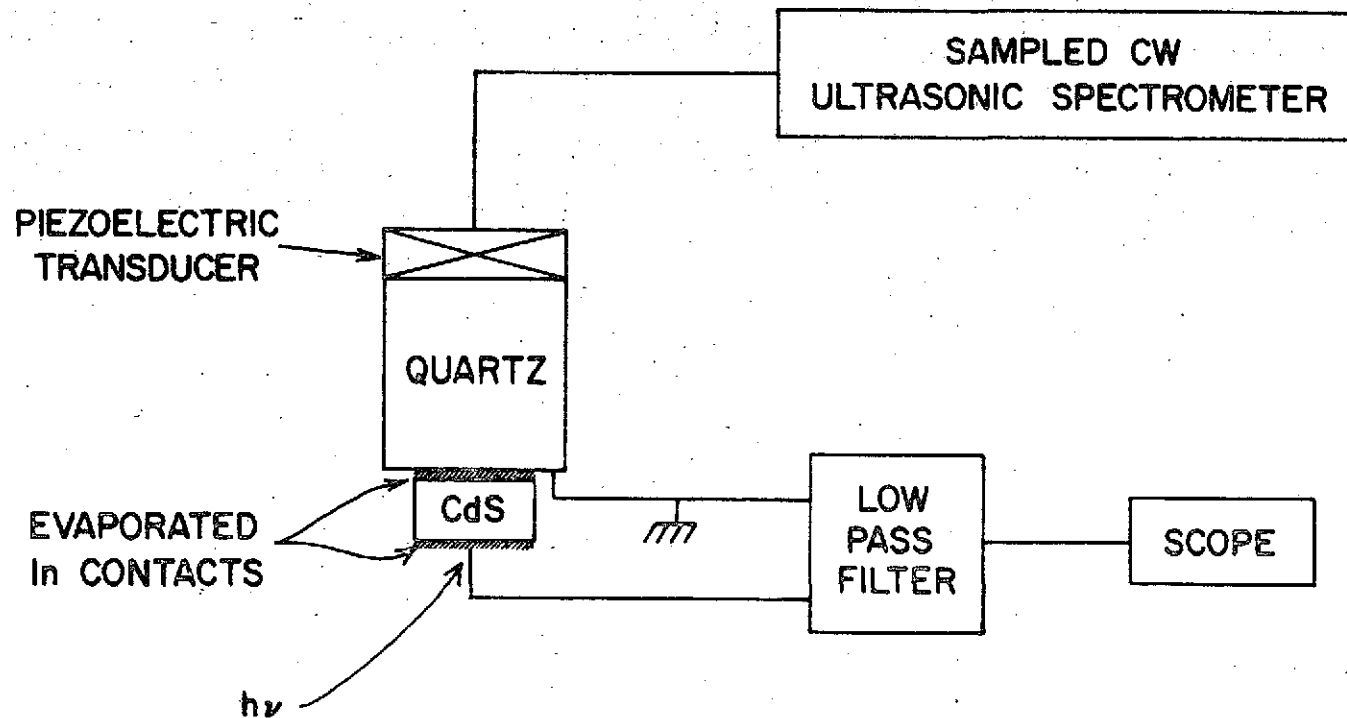 SAMPLED CW
ULTRASONIC SPECTROMETER
PIEZOELECTRIC
TRANSDUCER
QUARTZ
CdS
EVAPORATED
In CONTACTS
LOW
PASS
FILTER
SCOPE
hν